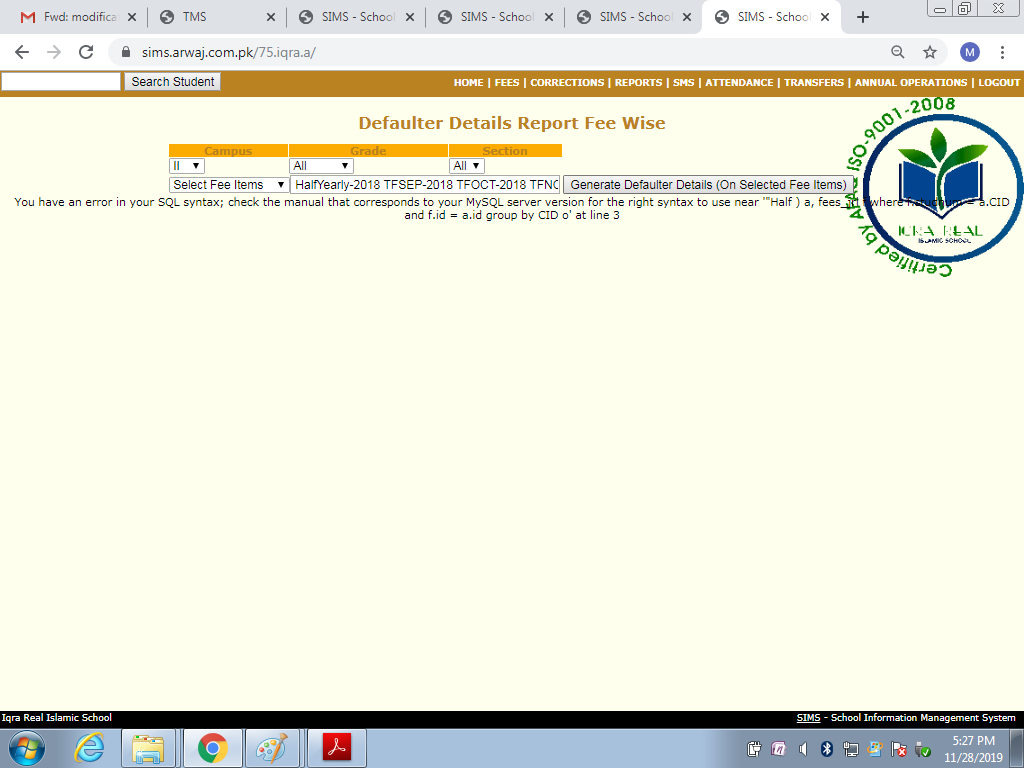 Fwd: modifica
TMS
SIMS - School
SIMS - School
SIMS - School
SIMS - School
sims.arwaj.com.pk/75.iqra.a/
M
Search Student
HOME | FEES | CORRECTIONS | REPORTS | SMS | ATTENDANCE | TRANSFERS | ANNUAL OPERATIONS | LOGOUT
Defaulter Details Report Fee Wise
Campus Grade Section
II All All
Select Fee Items HalfYearly-2018 TFSEP-2018 TFOCT-2018 TFNO Generate Defaulter Details (On Selected Fee Items)
You have an error in your SQL syntax; check the manual that corresponds to your MySQL server version for the right syntax to use near '"Half ) a, fees_ where = a.CID
and f.id = a.id group by CID o' at line 3
Certified by ISO-9001-2008
IQRA REAL
ISLAMIC SCHOOL
Iqra Real Islamic School
SIMS - School Information Management System
5:27 PM
11/28/2019